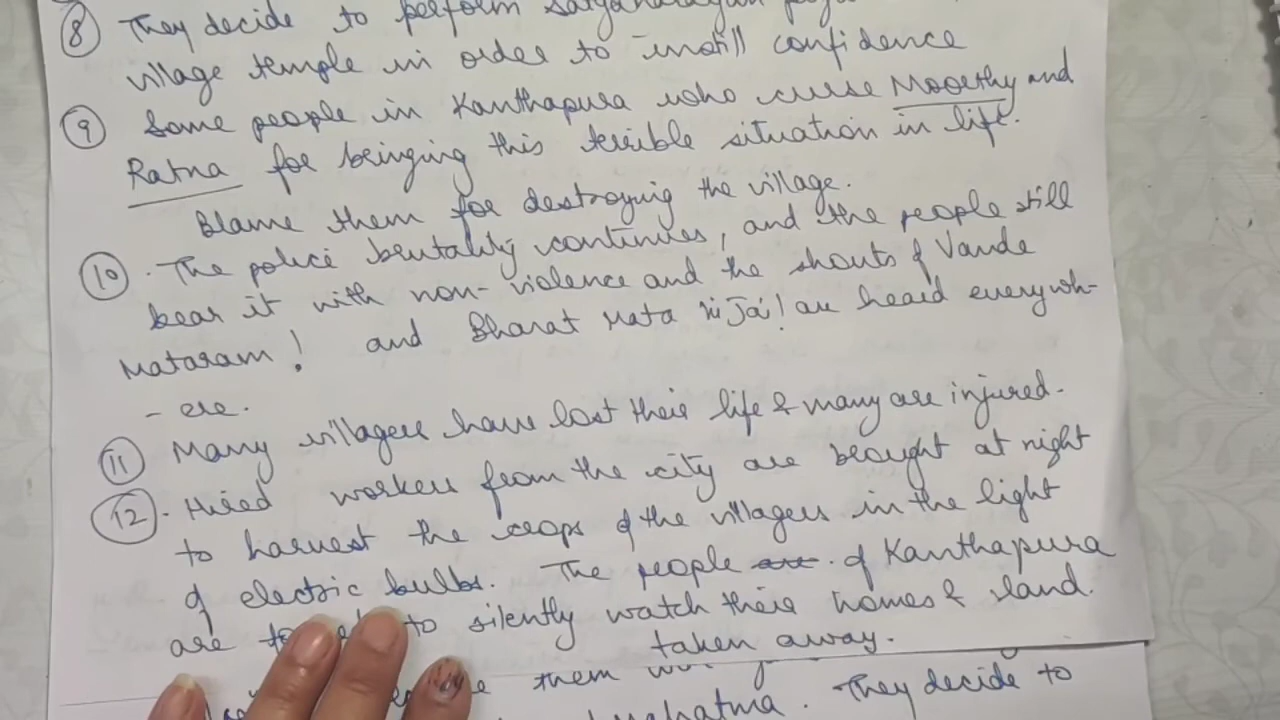 8 They decide to perform Satyanarayan
village temple in order to instill confidence
9 Some people in Kanthapura who curse Moorthy and
Ratna for bringing this terrible situation in life.
Blame them for destroying the village.
10. The police brutality continues, and the people still
bear it with non-violence and the shouts of Vande
Mataram! and Bharat Mata ki Jai! are heard everywh-
-ere.
11 Many villagers have lost their life & many are injured.
12. Hired workers from the city are brought at night
to harvest the crops of the villagers in the light
of electric bulbs. The people are of Kanthapura
are to silently watch their homes & land.
taken away.
them
They decide to